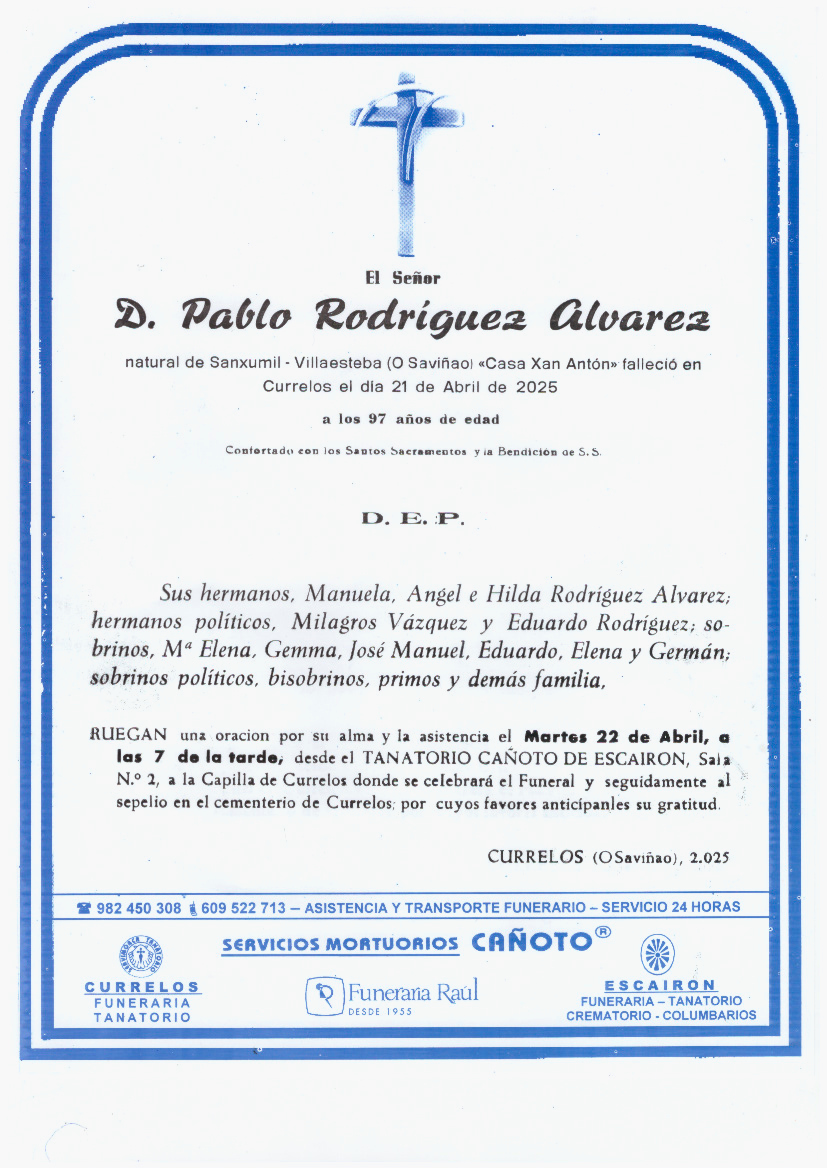 El Señor
D. Pablo Rodríguez Alvarez
natural de Sanxumil - Villaesteba (O Saviñao) «Casa Xan Antón» falleció en
Currelos el día 21 de Abril de 2025
a los 97 años de edad
Confortado con los Santos Sacramentos y la Bendición de S. S.
D. E. P.
Sus hermanos, Manuela, Angel e Hilda Rodríguez Alvarez;
hermanos políticos, Milagros Vázquez y Eduardo Rodríguez; so-
brinos, Mª Elena, Gemma, José Manuel, Eduardo, Elena y Germán;
sobrinos políticos, bisobrinos, primos y demás familia,
RUEGAN una oracion por su alma y la asistencia el Martes 22 de Abril, a
las 7 de la tarde, desde el TANATORIO CAÑOTO DE ESCAIRON, Sala
N.º 2, a la Capilla de Currelos donde se celebrará el Funeral y seguidamente al
sepelio en el cementerio de Currelos; por cuyos favores anticipanles su gratitud.
CURRELOS (O Saviñao), 2.025
982 450 308 609 522 713 – ASISTENCIA Y TRANSPORTE FUNERARIO – SERVICIO 24 HORAS
SERVICIOS MORTUORIOS CAÑOTO®
CURRELOS
FUNERARIA
TANATORIO
Funeraria Raúl
DESDE 1955
ESCAIRON
FUNERARIA – TANATORIO
CREMATORIO - COLUMBARIOS